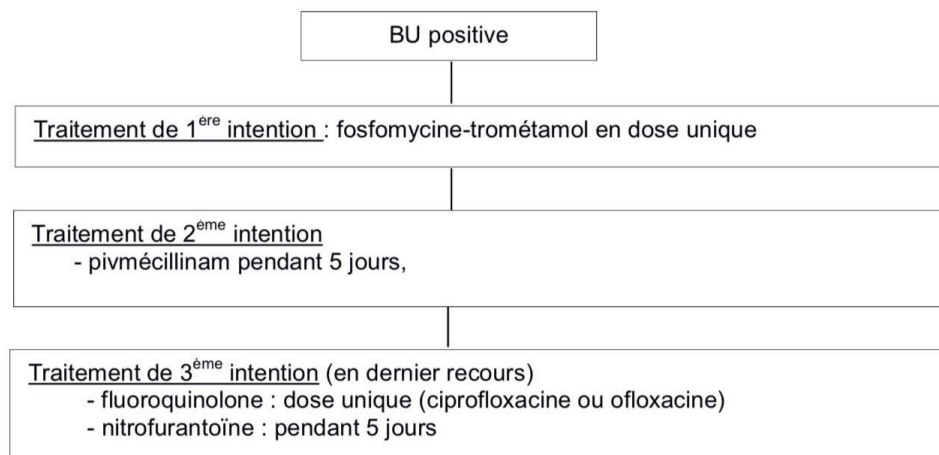 BU positive
Traitement de 1ère intention : fosfomycine-trométamol en dose unique
Traitement de 2ème intention
- pivmécillinam pendant 5 jours,
Traitement de 3ème intention (en dernier recours)
- fluoroquinolone : dose unique (ciprofloxacine ou ofloxacine)
- nitrofurantoïne : pendant 5 jours